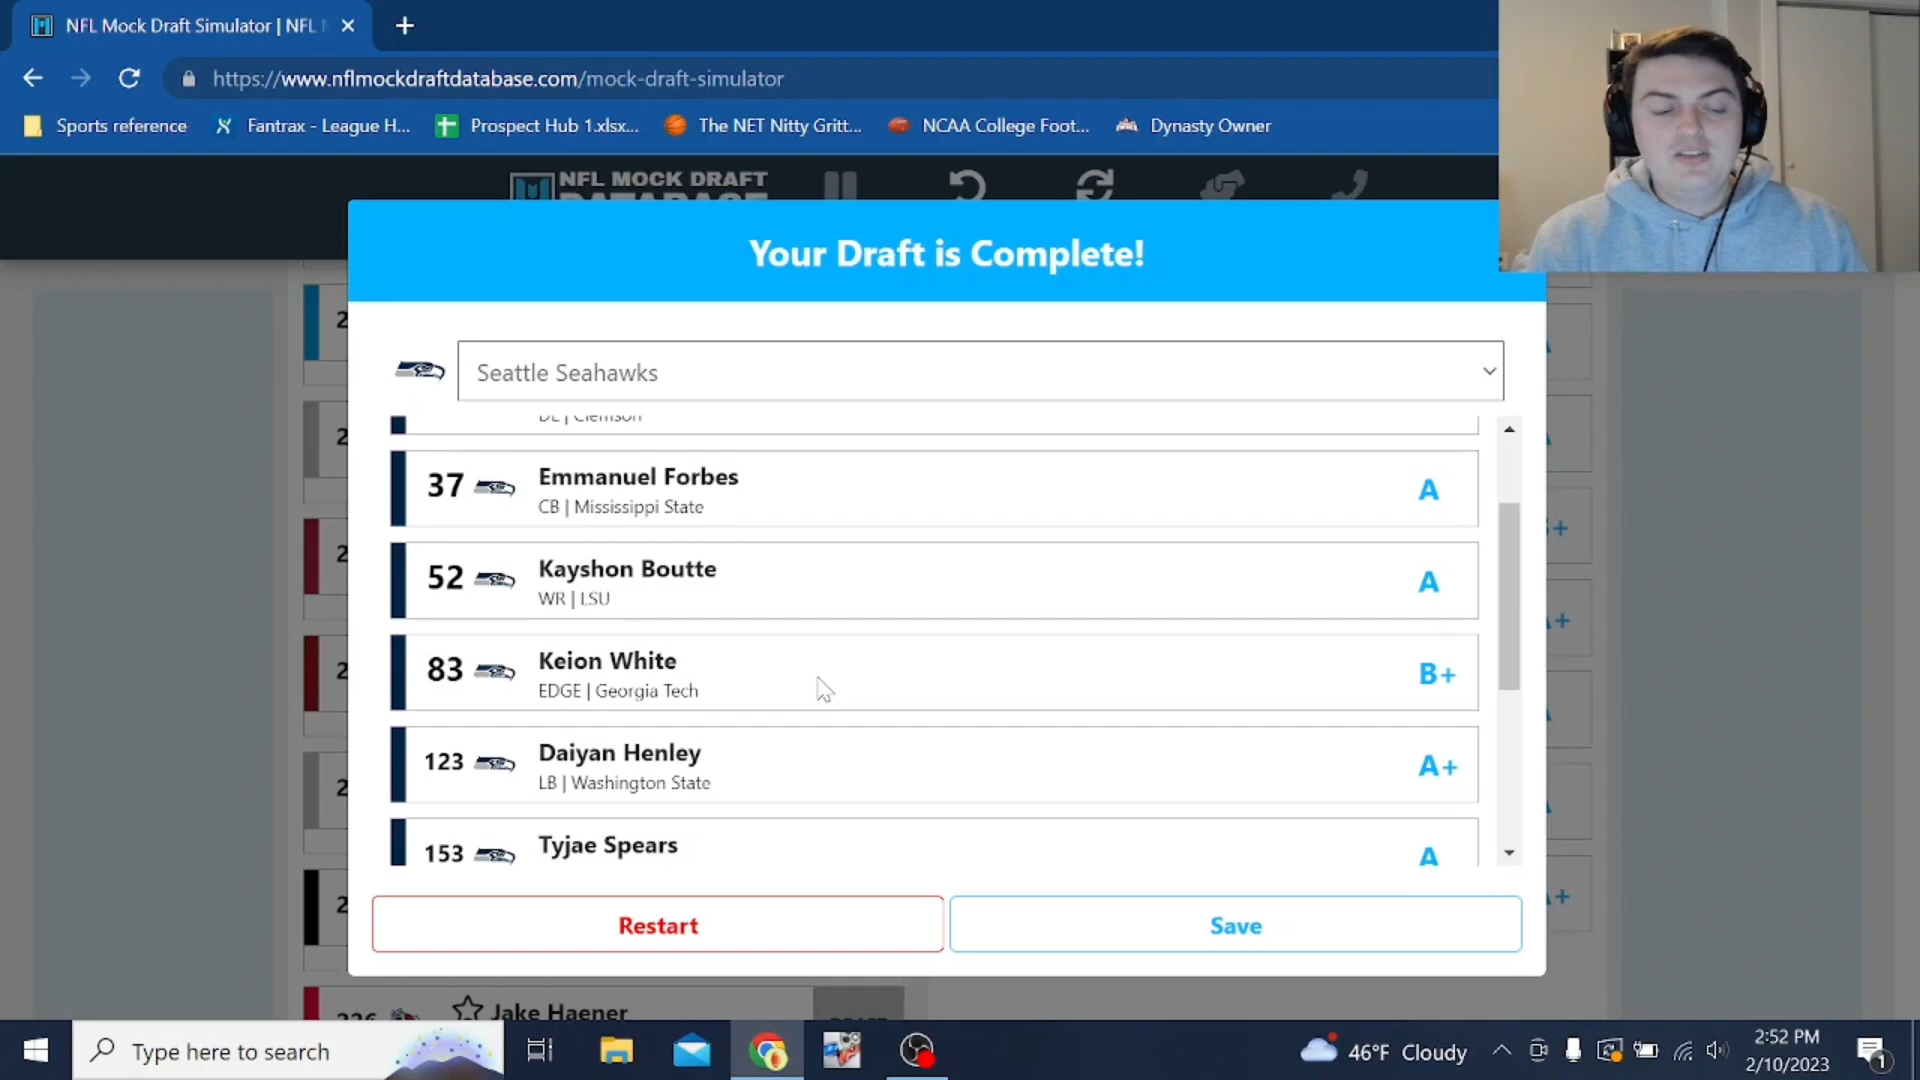 NFL Mock Draft Simulator | NFL
https://www.nflmockdraftdatabase.com/mock-draft-simulator
Sports reference
Fantrax - League H...
Prospect Hub 1.xlsx...
The NET Nitty Gritt...
NCAA College Foot...
Dynasty Owner
NFL MOCK DRAFT
DATABASE
Your Draft is Complete!
Seattle Seahawks
DL | Clemson
37 Emmanuel Forbes A
CB | Mississippi State
52 Kayshon Boutte A
WR | LSU
83 Keion White B+
EDGE | Georgia Tech
123 Daiyan Henley A+
LB | Washington State
153 Tyjae Spears A
Restart
Save
Jake Haener
Type here to search
46°F Cloudy
2:52 PM
2/10/2023
1